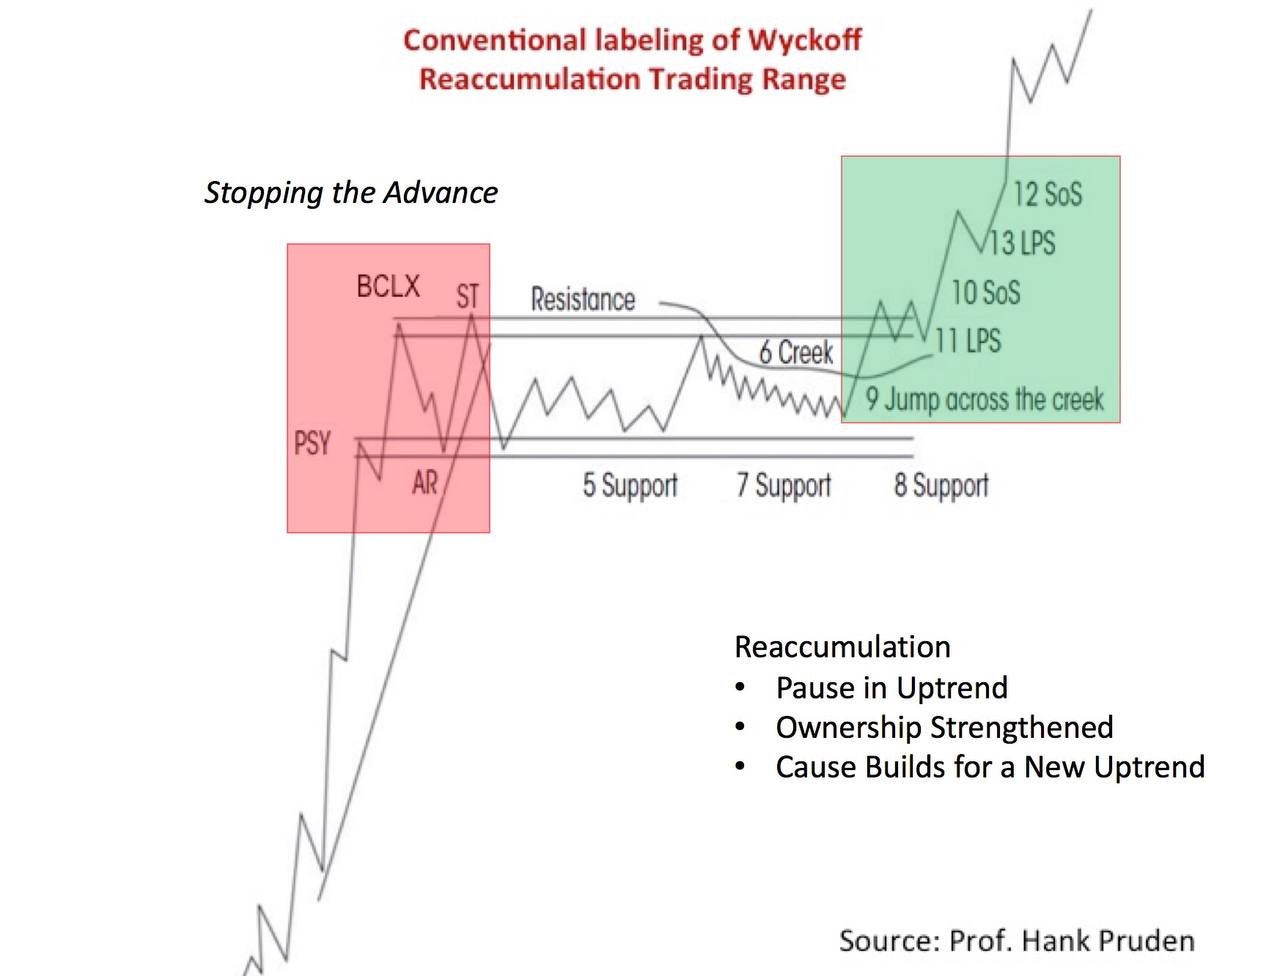 Conventional labeling of Wyckoff
Reaccumulation Trading Range
Stopping the Advance
BCLX
ST
Resistance
6 Creek
12 SoS
13 LPS
10 SoS
11 LPS
9 Jump across the creek
PSY
AR
5 Support
7 Support
8 Support
Reaccumulation
• Pause in Uptrend
• Ownership Strengthened
• Cause Builds for a New Uptrend
Source: Prof. Hank Pruden